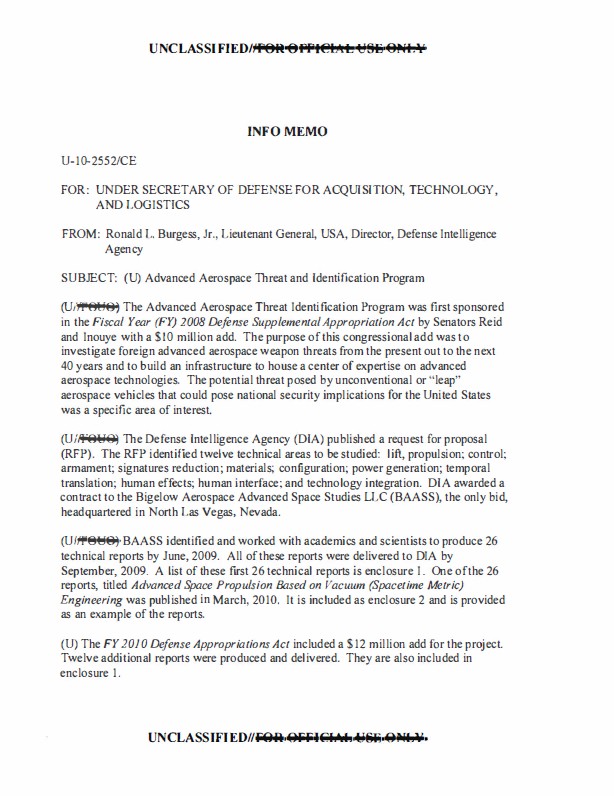 UNCLASSIFIED//FOR OFFICIAL USE ONLY
INFO MEMO
U-10-2552/CE
FOR: UNDER SECRETARY OF DEFENSE FOR ACQUISITION, TECHNOLOGY,
AND LOGISTICS
FROM: Ronald L. Burgess, Jr., Lieutenant General, USA, Director, Defense Intelligence
Agency
SUBJECT: (U) Advanced Aerospace Threat and Identification Program
(U//FOUO) The Advanced Aerospace Threat Identification Program was first sponsored
in the Fiscal Year (FY) 2008 Defense Supplemental Appropriation Act by Senators Reid
and Inouye with a $10 million add. The purpose of this congressional add was to
investigate foreign advanced aerospace weapon threats from the present out to the next
40 years and to build an infrastructure to house a center of expertise on advanced
aerospace technologies. The potential threat posed by unconventional or “leap”
aerospace vehicles that could pose national security implications for the United States
was a specific area of interest.
(U//FOUO) The Defense Intelligence Agency (DIA) published a request for proposal
(RFP). The RFP identified twelve technical areas to be studied: lift, propulsion; control;
armament; signatures reduction; materials; configuration; power generation; temporal
translation; human effects; human interface; and technology integration. DIA awarded a
contract to the Bigelow Aerospace Advanced Space Studies LLC (BAASS), the only bid,
headquartered in North Las Vegas, Nevada.
(U//FOUO) BAASS identified and worked with academics and scientists to produce 26
technical reports by June, 2009. All of these reports were delivered to DIA by
September, 2009. A list of these first 26 technical reports is enclosure 1. One of the 26
reports, titled Advanced Space Propulsion Based on Vacuum (Spacetime Metric)
Engineering was published in March, 2010. It is included as enclosure 2 and is provided
as an example of the reports.
(U) The FY 2010 Defense Appropriations Act included a $12 million add for the project.
Twelve additional reports were produced and delivered. They are also included in
enclosure 1.
UNCLASSIFIED//FOR OFFICIAL USE ONLY